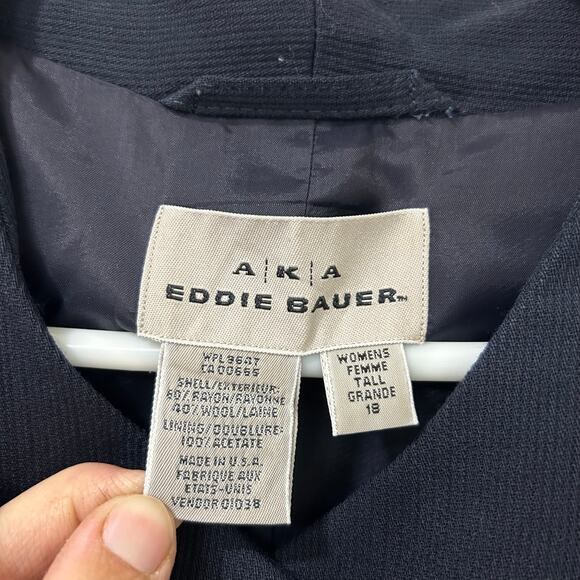 A|K|A
EDDIE BAUER™
WPL 9647
CA 00665
SHELL/EXTERIEUR:
60% RAYON/RAYONNE
40% WOOL/LAINE
LINING/DOUBLURE:
100% ACETATE
MADE IN U.S.A.
FABRIQUE AUX
ETATS-UNIS
VENDOR 01038
WOMENS
FEMME
TALL
GRANDE
18